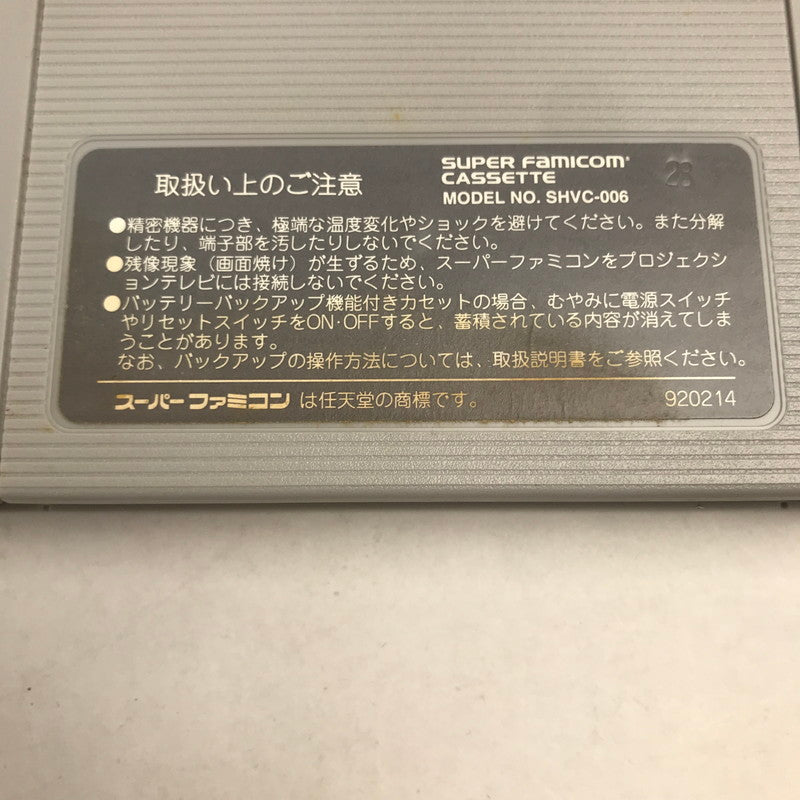 取扱い上のご注意
SUPER FAMICOM®
CASSETTE
MODEL NO. SHVC-006
28
●精密機器につき、極端な温度変化やショックを避けてください。また分解
したり、端子部を汚したりしないでください。
●残像現象（画面焼け）が生ずるため、スーパーファミコンをプロジェクシ
ョンテレビには接続しないでください。
●バッテリーバックアップ機能付きカセットの場合、むやみに電源スイッチ
やリセットスイッチをON・OFFすると、蓄積されている内容が消えてしま
うことがあります。
なお、バックアップの操作方法については、取扱説明書をご参照ください。
スーパーファミコン は任天堂の商標です。
920214